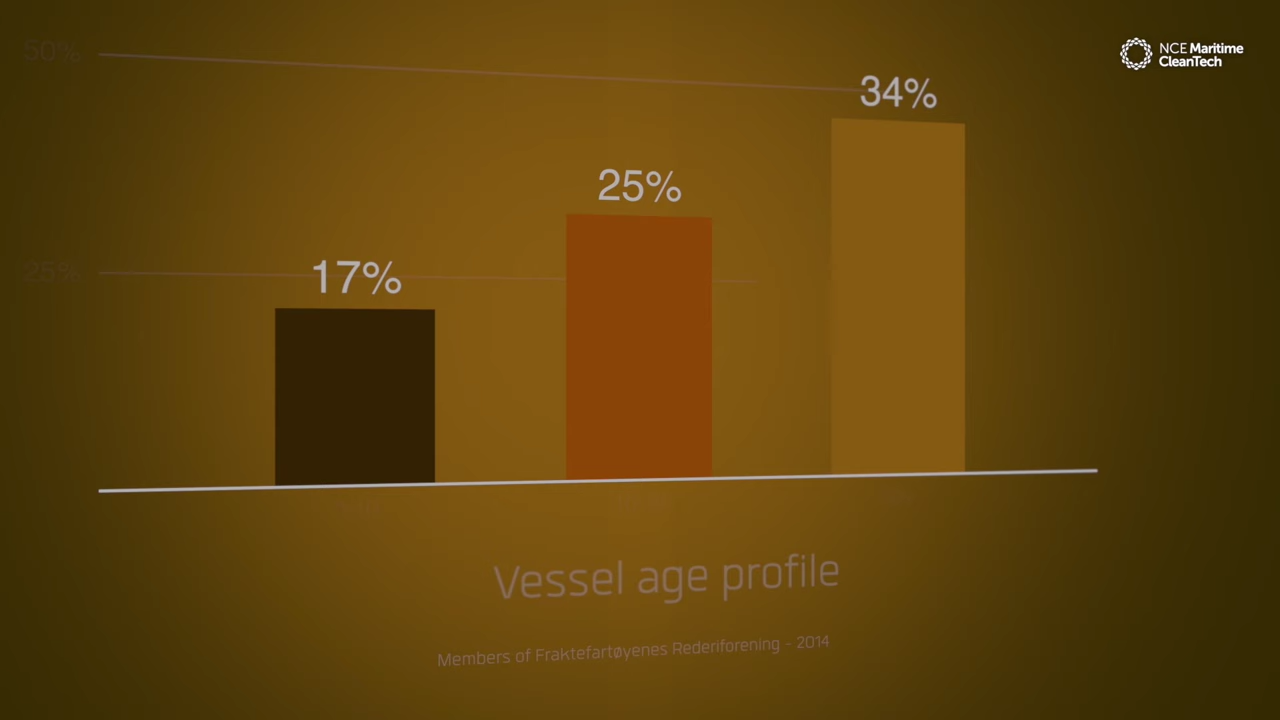 50%
NCE Maritime
CleanTech
34%
25%
25%
17%
Vessel age profile
Members of Fraktefartøyenes Rederiforening - 2014